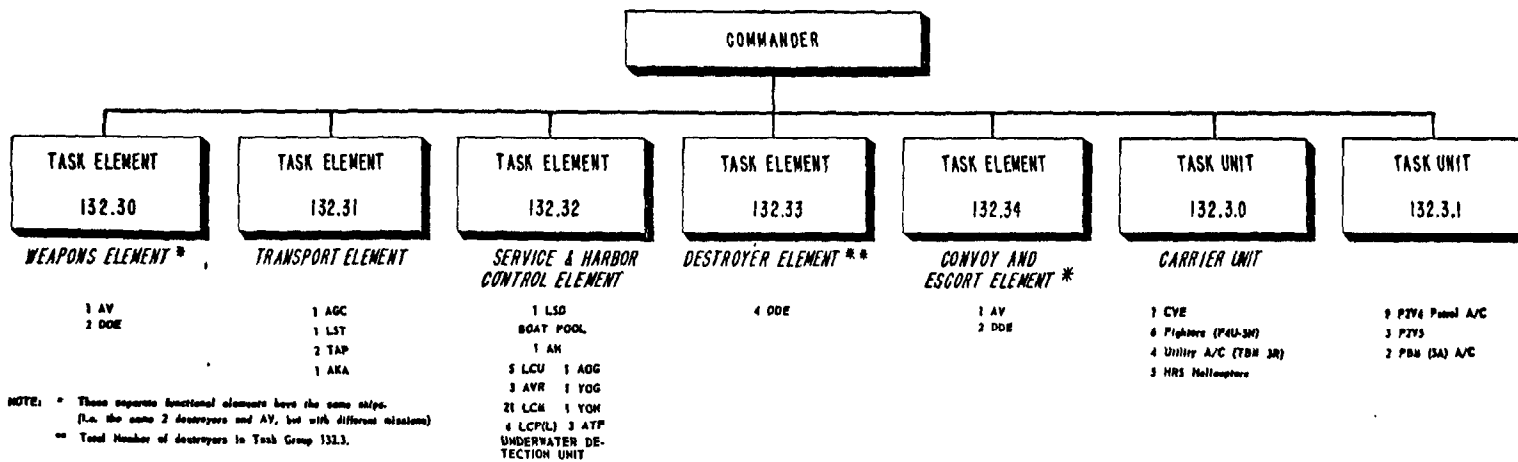 COMMANDER
TASK ELEMENT
132.30
WEAPONS ELEMENT *
1 AV
2 DDE
TASK ELEMENT
132.31
TRANSPORT ELEMENT
1 AGC
1 LST
2 TAP
1 AKA
TASK ELEMENT
132.32
SERVICE & HARBOR
CONTROL ELEMENT
1 LSD
BOAT POOL
1 AN
5 LCU 1 AOG
3 AVR 1 YOG
21 LCM 1 YON
LCP(L) 3 ATF
UNDERWATER DE-
TECTION UNIT
TASK ELEMENT
132.33
DESTROYER ELEMENT **
4 DDE
TASK ELEMENT
132.34
CONVOY AND
ESCORT ELEMENT *
1 AV
2 DDE
TASK UNIT
132.3.0
CARRIER UNIT
1 CVE
Fighters (F4U-5N)
4 Utility A/C (TBM 3R)
5 HRS Helicopters
TASK UNIT
132.3.1
Patrol A/C
3 P2V5
2 PBM (5A) A/C
NOTE: * These separate functional elements have the same ships.
(i.e. the same 2 destroyers and AV, but with different missions)
** Total Number of destroyers in Task Group 132.3.